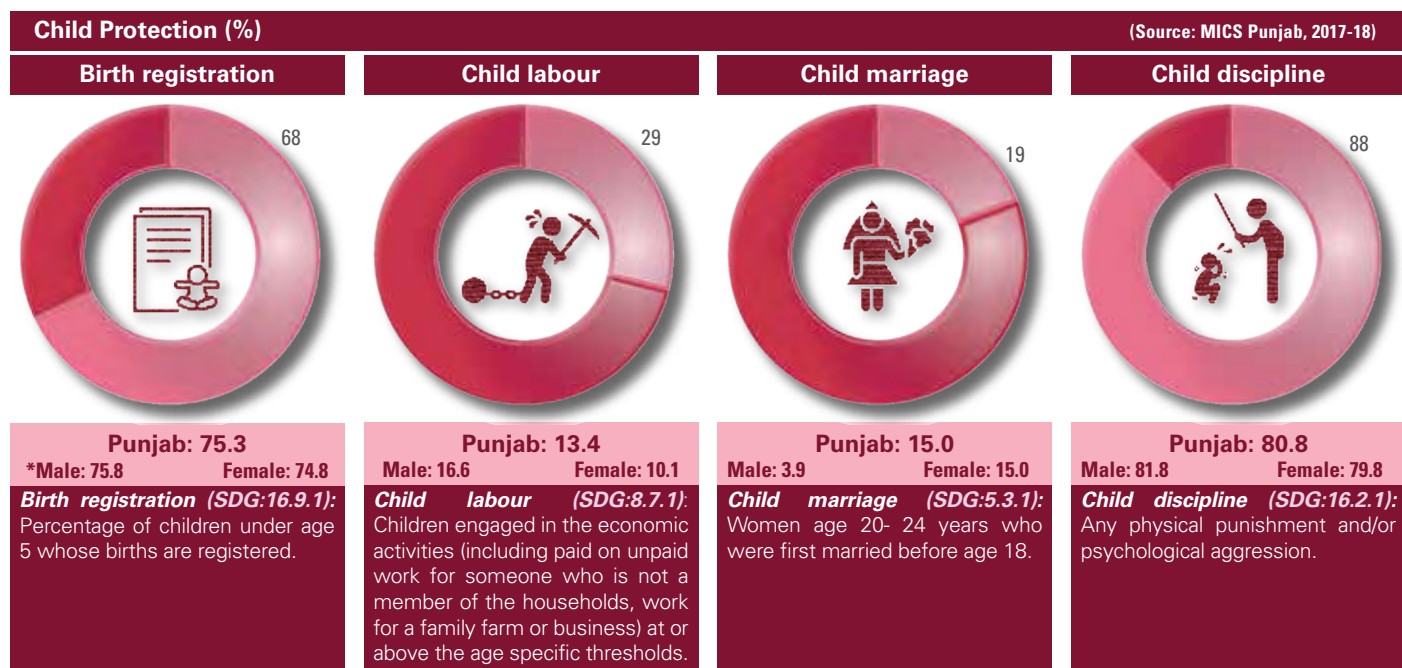 Child Protection (%)
(Source: MICS Punjab, 2017-18)
Birth registration
68
Punjab: 75.3
*Male: 75.8 Female: 74.8
Birth registration (SDG:16.9.1):
Percentage of children under age
5 whose births are registered.
Child labour
29
Punjab: 13.4
Male: 16.6 Female: 10.1
Child labour (SDG:8.7.1):
Children engaged in the economic
activities (including paid on unpaid
work for someone who is not a
member of the households, work
for a family farm or business) at or
above the age specific thresholds.
Child marriage
19
Punjab: 15.0
Male: 3.9 Female: 15.0
Child marriage (SDG:5.3.1):
Women age 20- 24 years who
were first married before age 18.
Child discipline
88
Punjab: 80.8
Male: 81.8 Female: 79.8
Child discipline (SDG:16.2.1):
Any physical punishment and/or
psychological aggression.